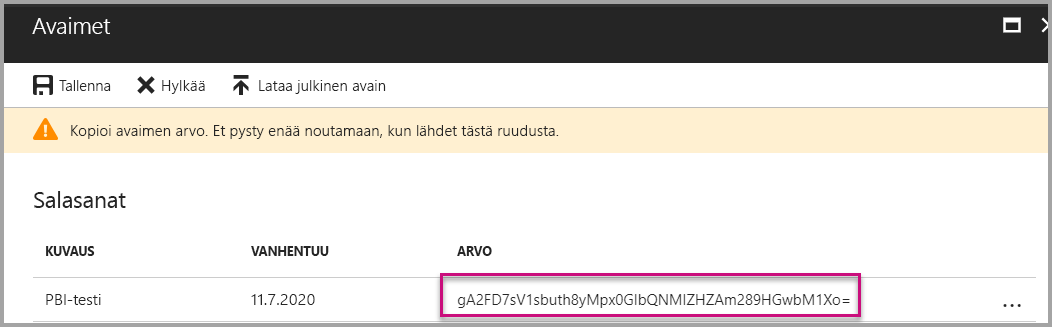 Avaimet
Tallenna Hylkää Lataa julkinen avain
Kopioi avaimen arvo. Et pysty enää noutamaan, kun lähdet tästä ruudusta.
Salasanat
KUVAUS VANHENTUU ARVO
PBI-testi 11.7.2020 gA2FD7sV1sbuth8yMpx0GlbQNMIZHZAm289HGwbM1Xo= ...